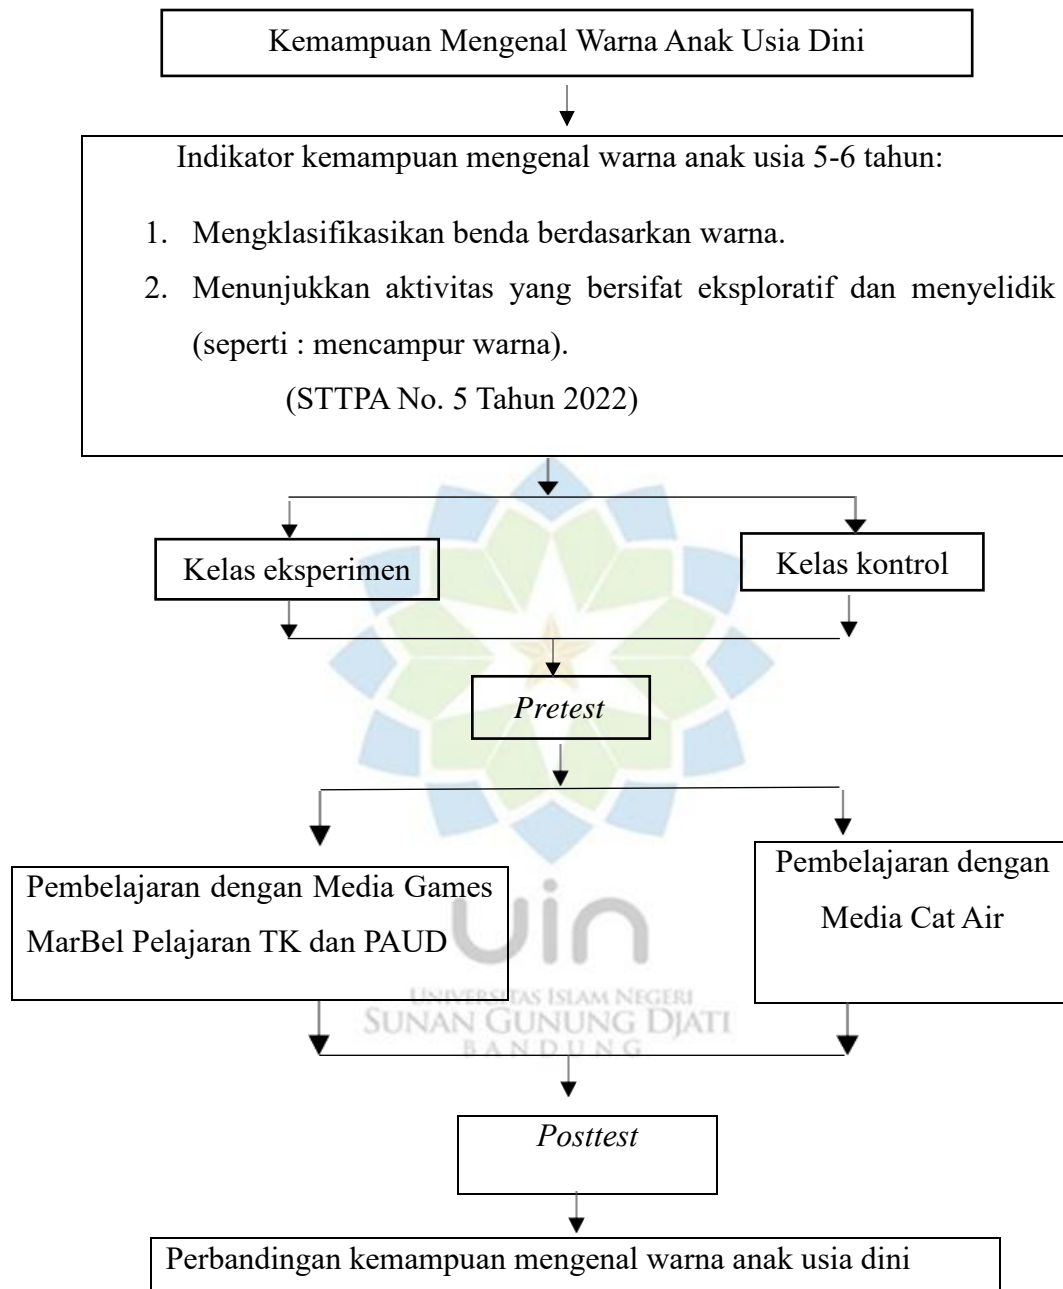 Kemampuan Mengenal Warna Anak Usia Dini
Indikator kemampuan mengenal warna anak usia 5-6 tahun:
1. Mengklasifikasikan benda berdasarkan warna.
2. Menunjukkan aktivitas yang bersifat eksploratif dan menyelidik
(seperti : mencampur warna).
(STTPA No. 5 Tahun 2022)
Kelas eksperimen
Kelas kontrol
Pretest
Pembelajaran dengan Media Games
MarBel Pelajaran TK dan PAUD
Pembelajaran dengan
Media Cat Air
uin
UNIVERSITAS ISLAM NEGERI
SUNAN GUNUNG DJATI
BANDUNG
Posttest
Perbandingan kemampuan mengenal warna anak usia dini